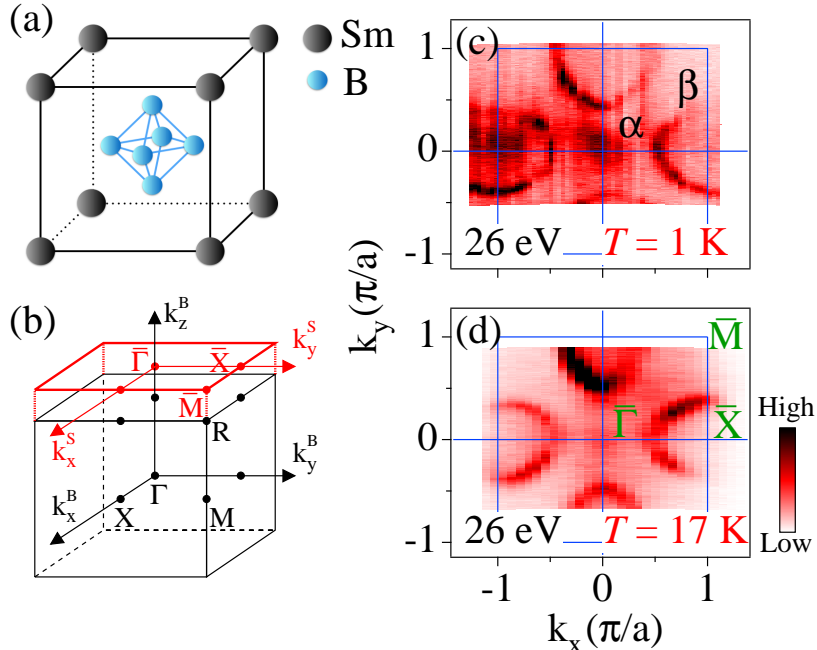 (a)
Sm
B
(b)
k_z^B
k_y^S
Γ̄
X̄
M̄
k_x^S
R
k_y^B
k_x^B
Γ
X
M
(c)
1
0
-1
β
α
26 eV
T = 1 K
k_y (π/a)
(d)
1
0
-1
M̄
Γ̄
X̄
26 eV
T = 17 K
High
Low
-1
0
1
k_x (π/a)